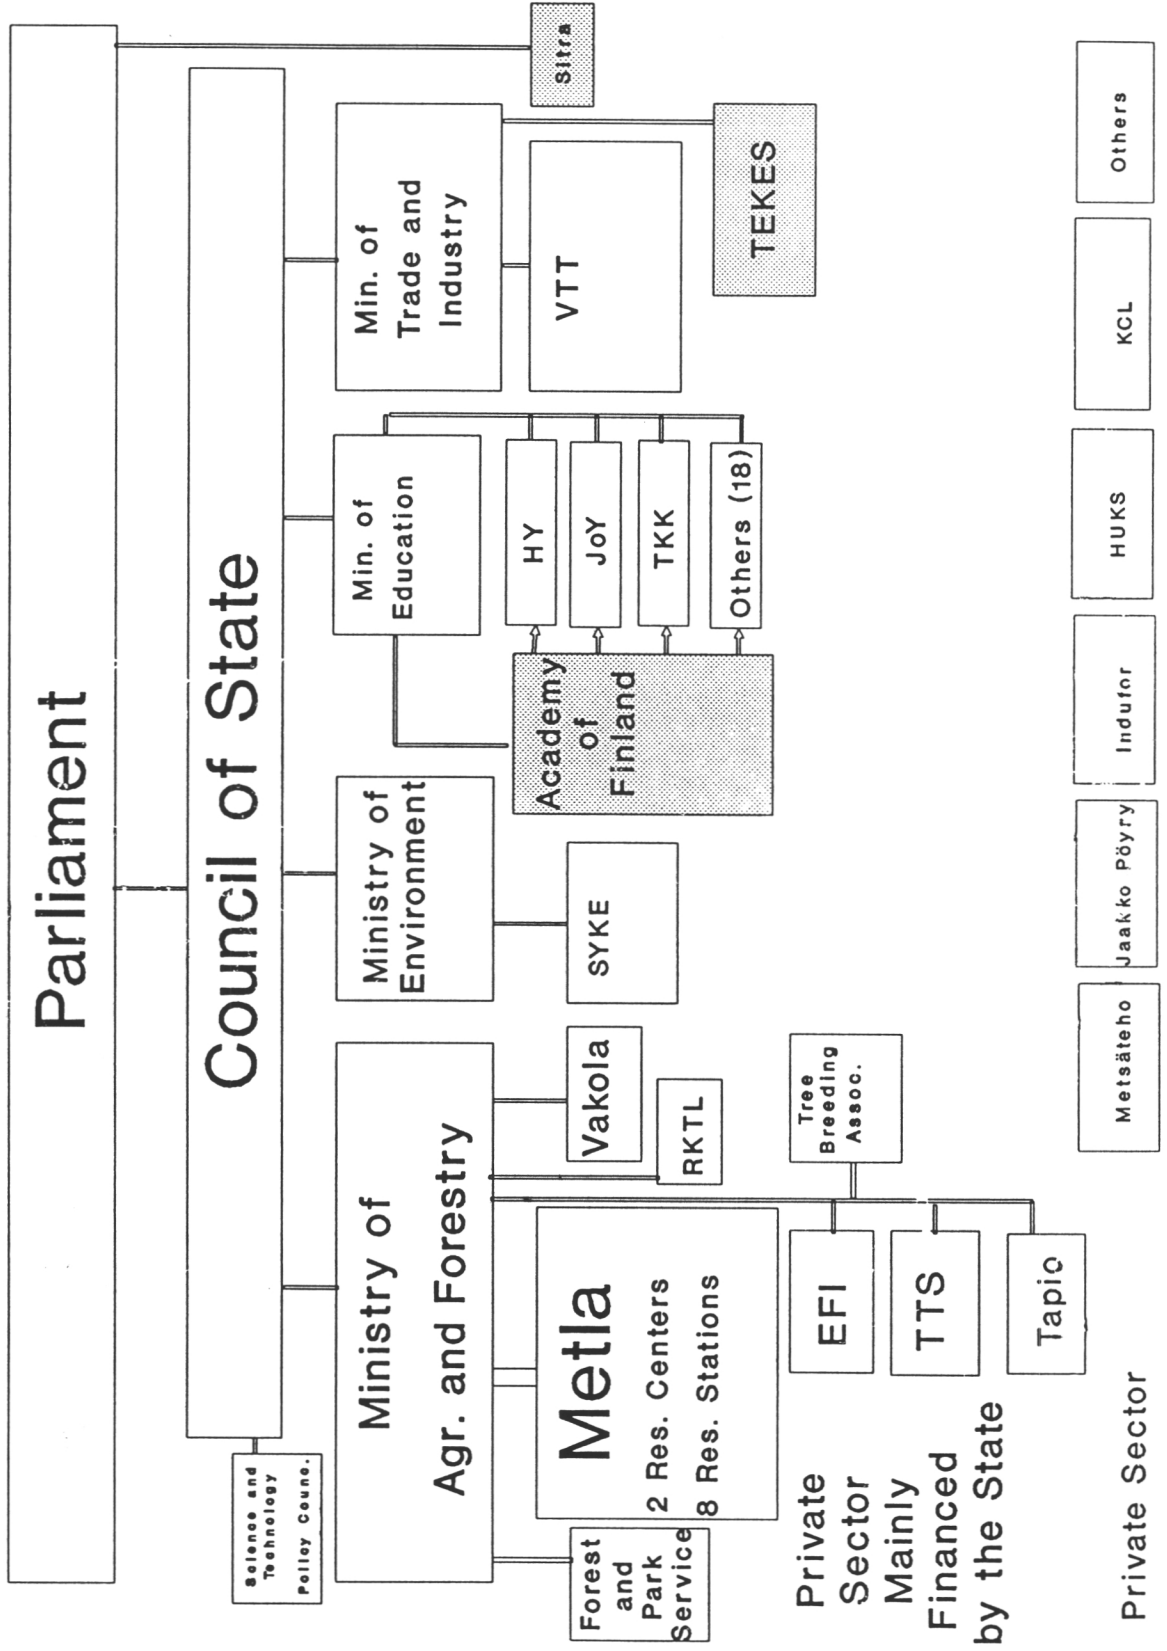 Parliament
Council of State
Science and
Technology
Policy Counc.
Ministry of
Agr. and Forestry
Ministry of
Environment
Min. of
Education
Min. of
Trade and
Industry
Sitra
Forest
and
Park
Service
Metla
2 Res. Centers
8 Res. Stations
RKTL
Vakola
SYKE
Academy
of
Finland
HY
JoY
TKK
Others (18)
VTT
TEKES
Private
Sector
Mainly
Financed
by the State
EFI
TTS
Tapio
Tree
Breeding
Assoc.
Private Sector
Metsäteho
Jaakko Pöyry
Indufor
HUKS
KCL
Others